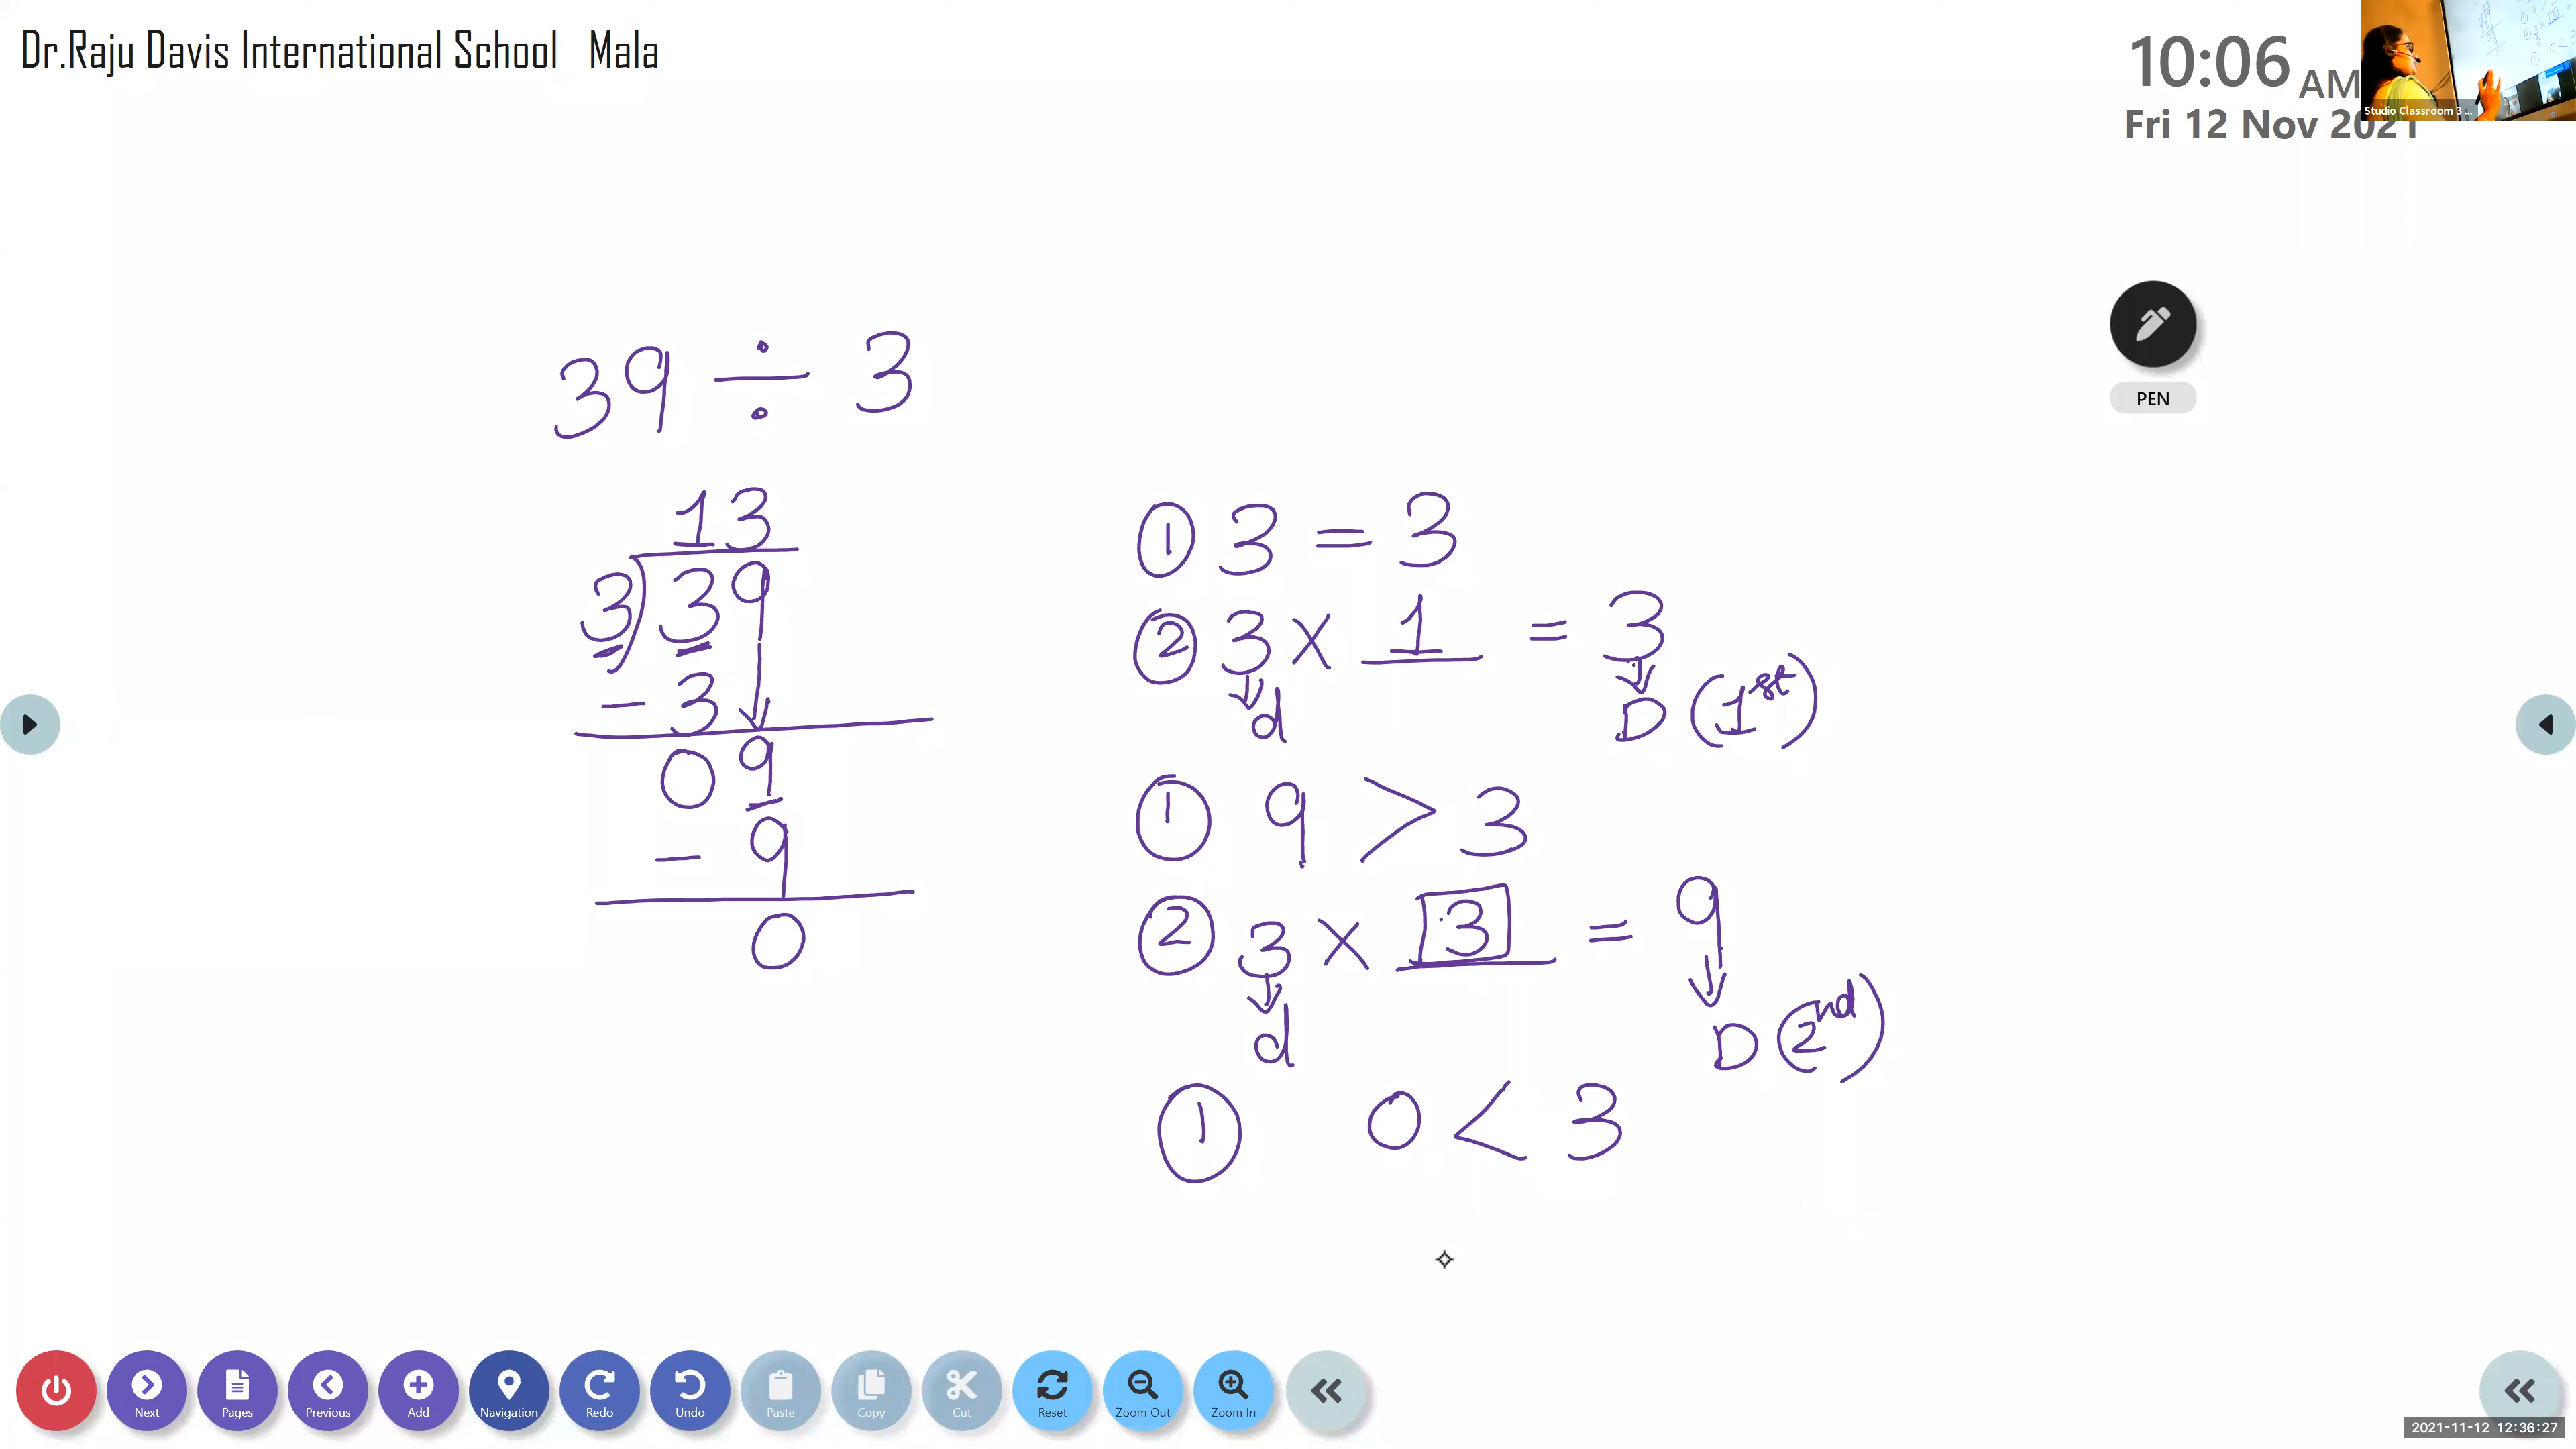 Dr.Raju Davis International School Mala
10:06 AM
Fri 12 Nov 2021
Studio Classroom 3 ...
PEN
39 ÷ 3
13
3) 39
- 3
09
- 9
0
① 3 = 3
② 3 × 1 = 3
d D (1st)
① 9 > 3
② 3 × 3 = 9
d D (2nd)
① 0 < 3
Next Pages Previous Add Navigation Redo Undo Paste Copy Cut Reset Zoom Out Zoom In
2021-11-12 12:36:27